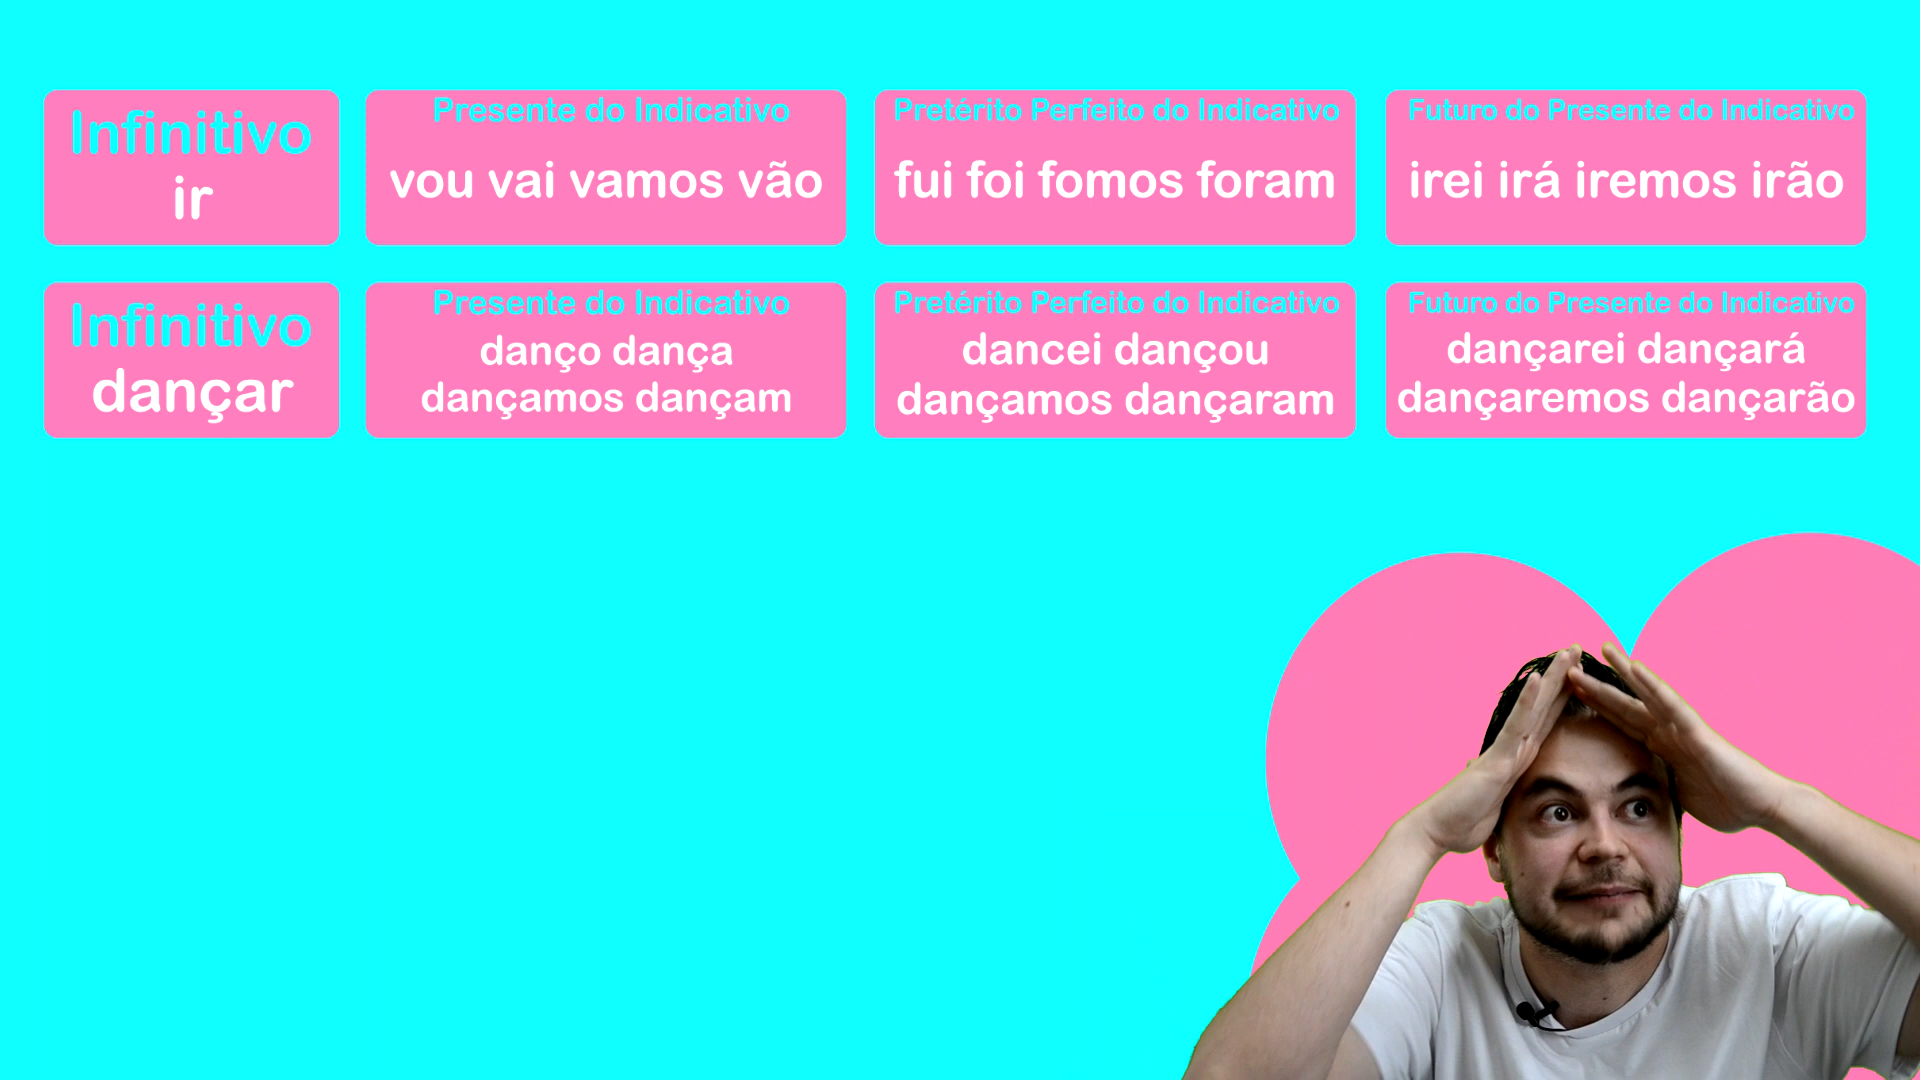 Infinitivo
ir
Presente do Indicativo
vou vai vamos vão
Pretérito Perfeito do Indicativo
fui foi fomos foram
Futuro do Presente do Indicativo
irei irá iremos irão
Infinitivo
dançar
Presente do Indicativo
danço dança
dançamos dançam
Pretérito Perfeito do Indicativo
dancei dançou
dançamos dançaram
Futuro do Presente do Indicativo
dançarei dançará
dançaremos dançarão